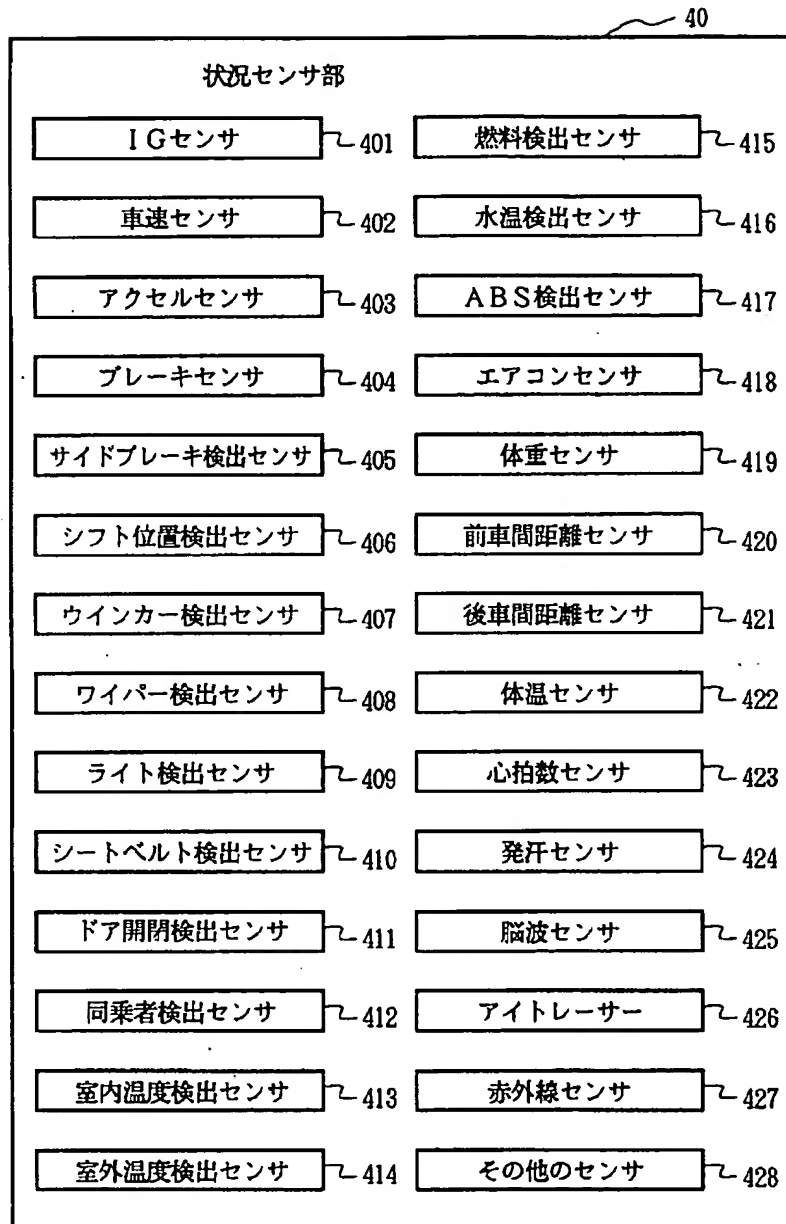 40
状況センサ部
ＩＧセンサ 401
車速センサ 402
アクセルセンサ 403
ブレーキセンサ 404
サイドブレーキ検出センサ 405
シフト位置検出センサ 406
ウインカー検出センサ 407
ワイパー検出センサ 408
ライト検出センサ 409
シートベルト検出センサ 410
ドア開閉検出センサ 411
同乗者検出センサ 412
室内温度検出センサ 413
室外温度検出センサ 414
燃料検出センサ 415
水温検出センサ 416
ＡＢＳ検出センサ 417
エアコンセンサ 418
体重センサ 419
前車間距離センサ 420
後車間距離センサ 421
体温センサ 422
心拍数センサ 423
発汗センサ 424
脳波センサ 425
アイトレーサー 426
赤外線センサ 427
その他のセンサ 428